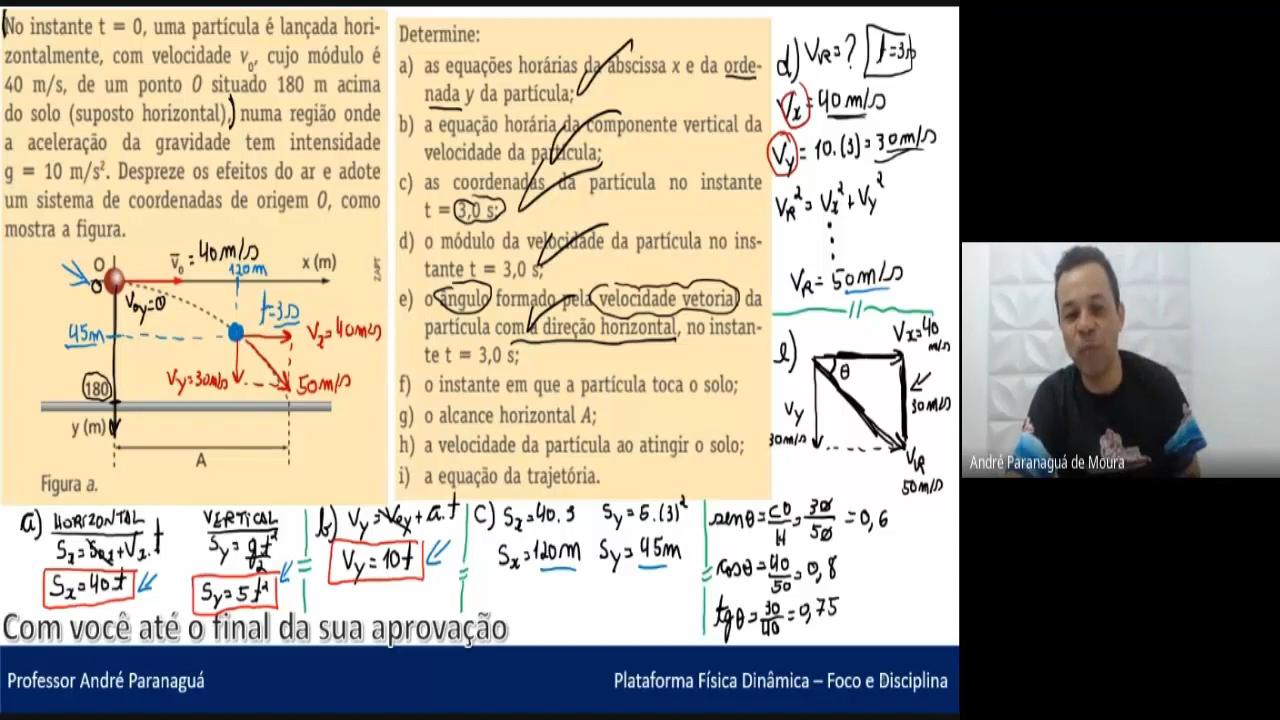 No instante t = 0, uma partícula é lançada hori-
zontalmente, com velocidade v₀, cujo módulo é
40 m/s, de um ponto O situado 180 m acima
do solo (suposto horizontal), numa região onde
a aceleração da gravidade tem intensidade
g = 10 m/s². Despreze os efeitos do ar e adote
um sistema de coordenadas de origem O, como
mostra a figura.
O
0
V₀ = 40m/s
120m
x (m)
ZAPT
V₀y=0
t=3s
45m
Vx=40m/s
Vy=30m/s
50m/s
180
y (m)
A
Figura a.
Determine:
a) as equações horárias da abscissa x e da orde-
nada y da partícula;
b) a equação horária da componente vertical da
velocidade da partícula;
c) as coordenadas da partícula no instante
t = 3,0 s;
d) o módulo da velocidade da partícula no ins-
tante t = 3,0 s;
e) o ângulo formado pela velocidade vetorial da
partícula com a direção horizontal, no instan-
te t = 3,0 s;
f) o instante em que a partícula toca o solo;
g) o alcance horizontal A;
h) a velocidade da partícula ao atingir o solo;
i) a equação da trajetória.
d) VR=? t=3s
Vx = 40m/s
Vy = 10.(3)=30m/s
VR²= Vx²+Vy²
VR= 50m/s
e)
Vx=40 m/s
θ
30m/s
Vy
30m/s
VR
50m/s
a) HORIZONTAL
Sx=S₀x+Vx.t
Sx=40t
VERTICAL
Sy=gt²/2
Sy=5t²
b) Vy=V₀y+a.t
Vy=10t
c) Sx=40.3 Sy=5.(3)²
Sx=120m Sy=45m
senθ=CO/H=30/50=0,6
cosθ=40/50=0,8
tgθ=30/40=0,75
André Paranaguá de Moura
Com você até o final da sua aprovação
Professor André Paranaguá
Plataforma Física Dinâmica – Foco e Disciplina